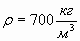 ρ = 700 кг/м³